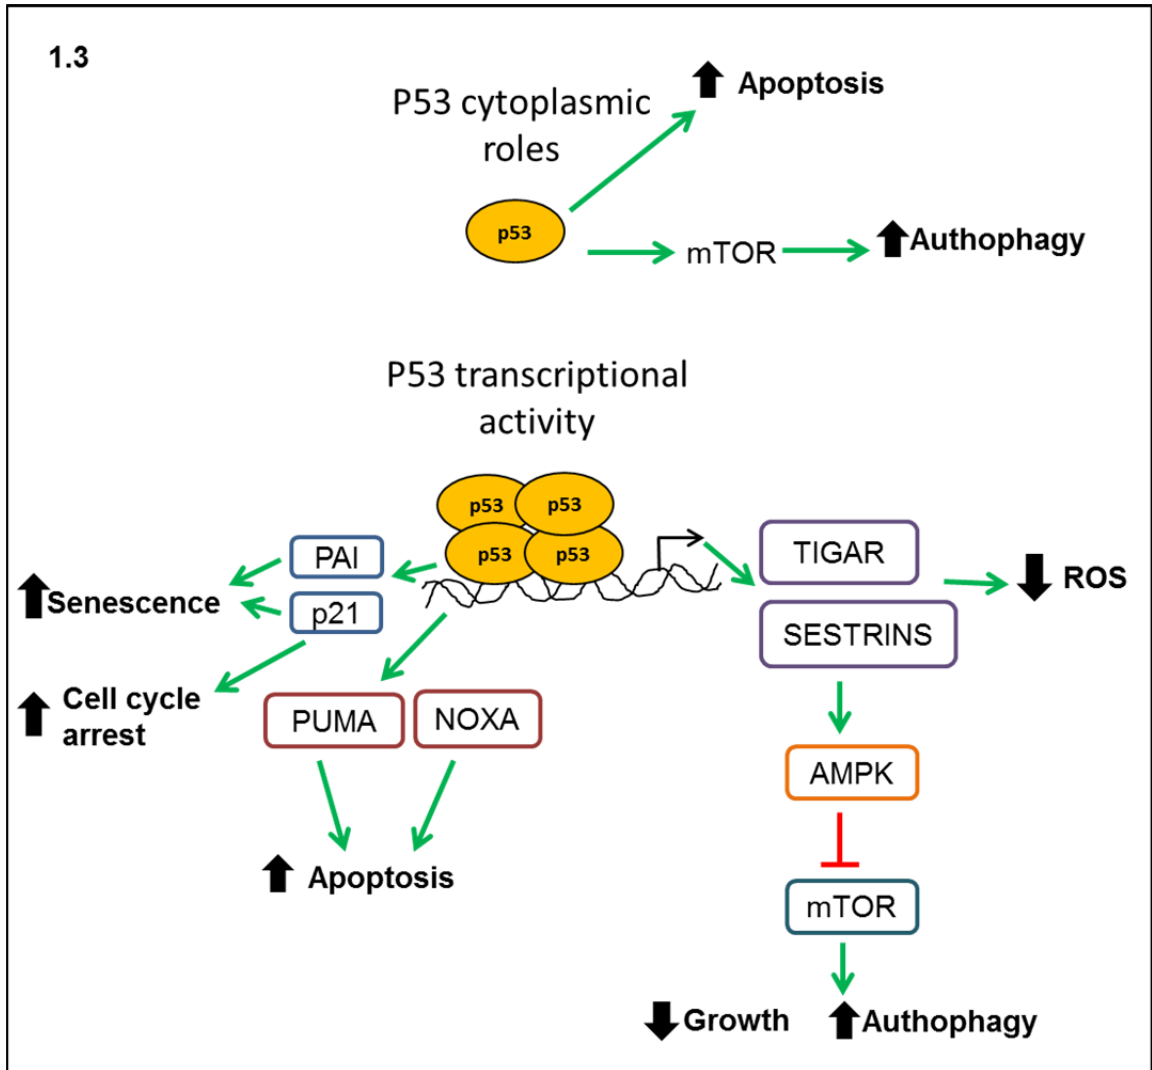 1.3
P53 cytoplasmic
roles
Apoptosis
p53
mTOR
Authophagy
P53 transcriptional
activity
p53
p53
p53
p53
PAI
p21
Senescence
Cell cycle
arrest
PUMA
NOXA
Apoptosis
TIGAR
SESTRINS
ROS
AMPK
mTOR
Growth
Authophagy